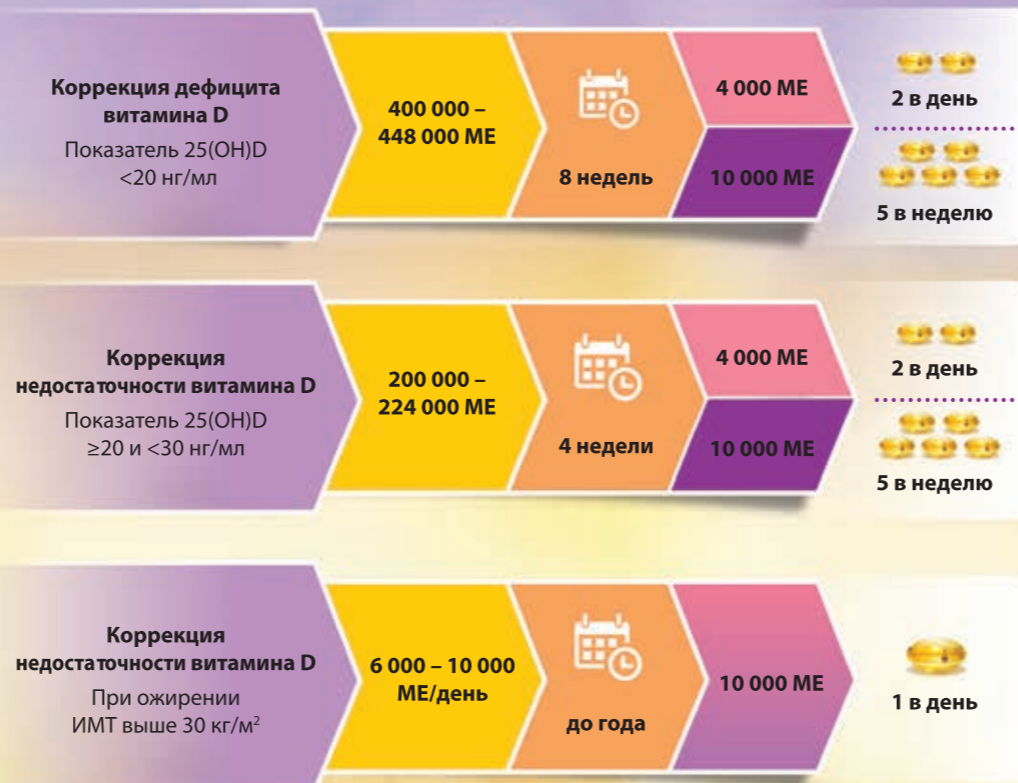 Коррекция дефицита
витамина D
Показатель 25(OH)D
<20 нг/мл
400 000 –
448 000 МЕ
8 недель
4 000 МЕ
10 000 МЕ
2 в день
5 в неделю
Коррекция
недостаточности витамина D
Показатель 25(OH)D
≥20 и <30 нг/мл
200 000 –
224 000 МЕ
4 недели
4 000 МЕ
10 000 МЕ
2 в день
5 в неделю
Коррекция
недостаточности витамина D
При ожирении
ИМТ выше 30 кг/м²
6 000 – 10 000
МЕ/день
до года
10 000 МЕ
1 в день